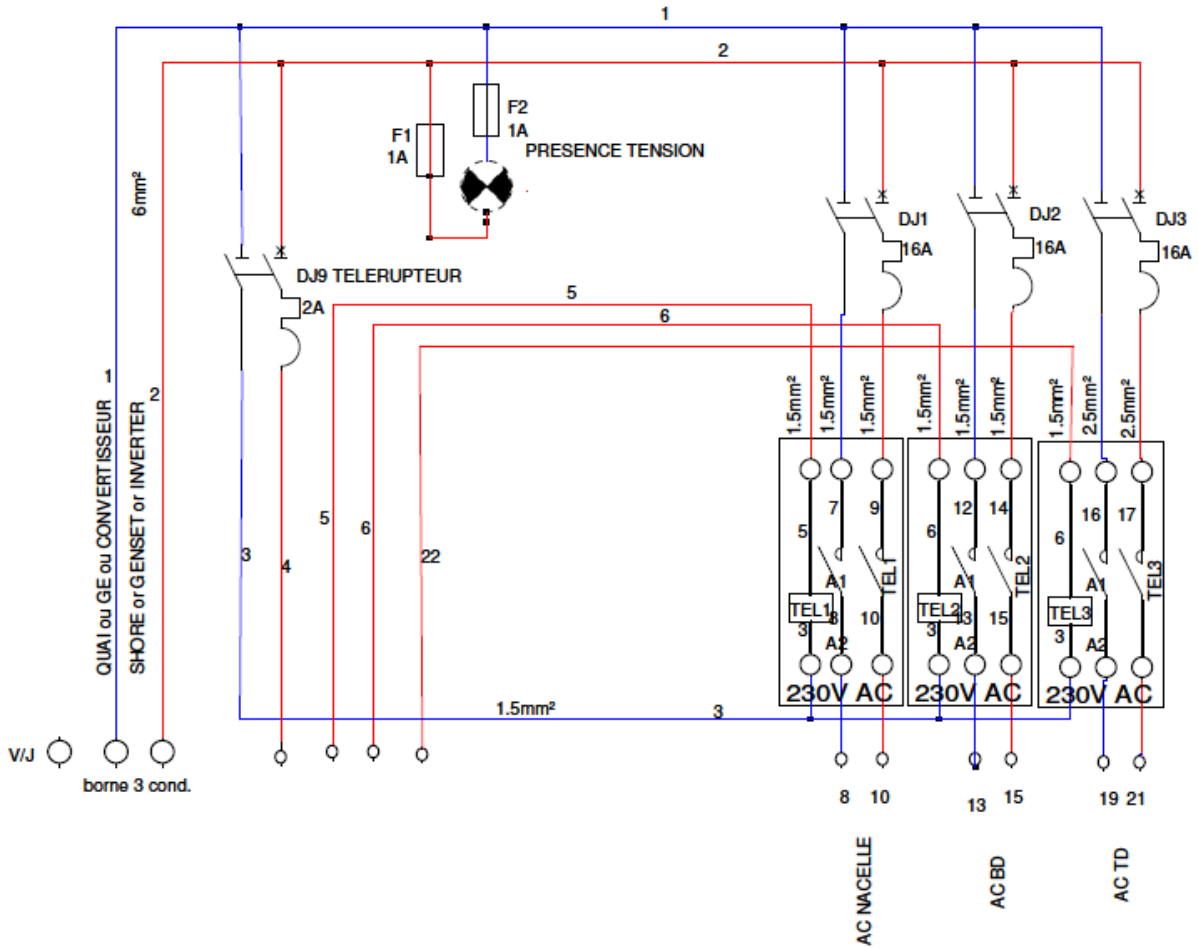 1
2
F2
1A
F1
1A
PRESENCE TENSION
6mm²
DJ1
16A
DJ2
16A
DJ3
16A
DJ9 TELERUPTEUR
2A
5
6
1
2
QUAI ou GE ou CONVERTISSEUR
SHORE or GENSET or INVERTER
1.5mm²
1.5mm²
1.5mm²
1.5mm²
1.5mm²
1.5mm²
1.5mm²
2.5mm²
2.5mm²
3
4
5
6
22
5
7
9
A1
TEL1
TEL1
3
8
10
A2
230V AC
6
12
14
A1
TEL2
TEL2
3
13
15
A2
230V AC
6
16
17
A1
TEL3
TEL3
3
A2
230V AC
1.5mm²
3
V/J
borne 3 cond.
8
10
13
15
19
21
AC NACELLE
AC BD
AC TD